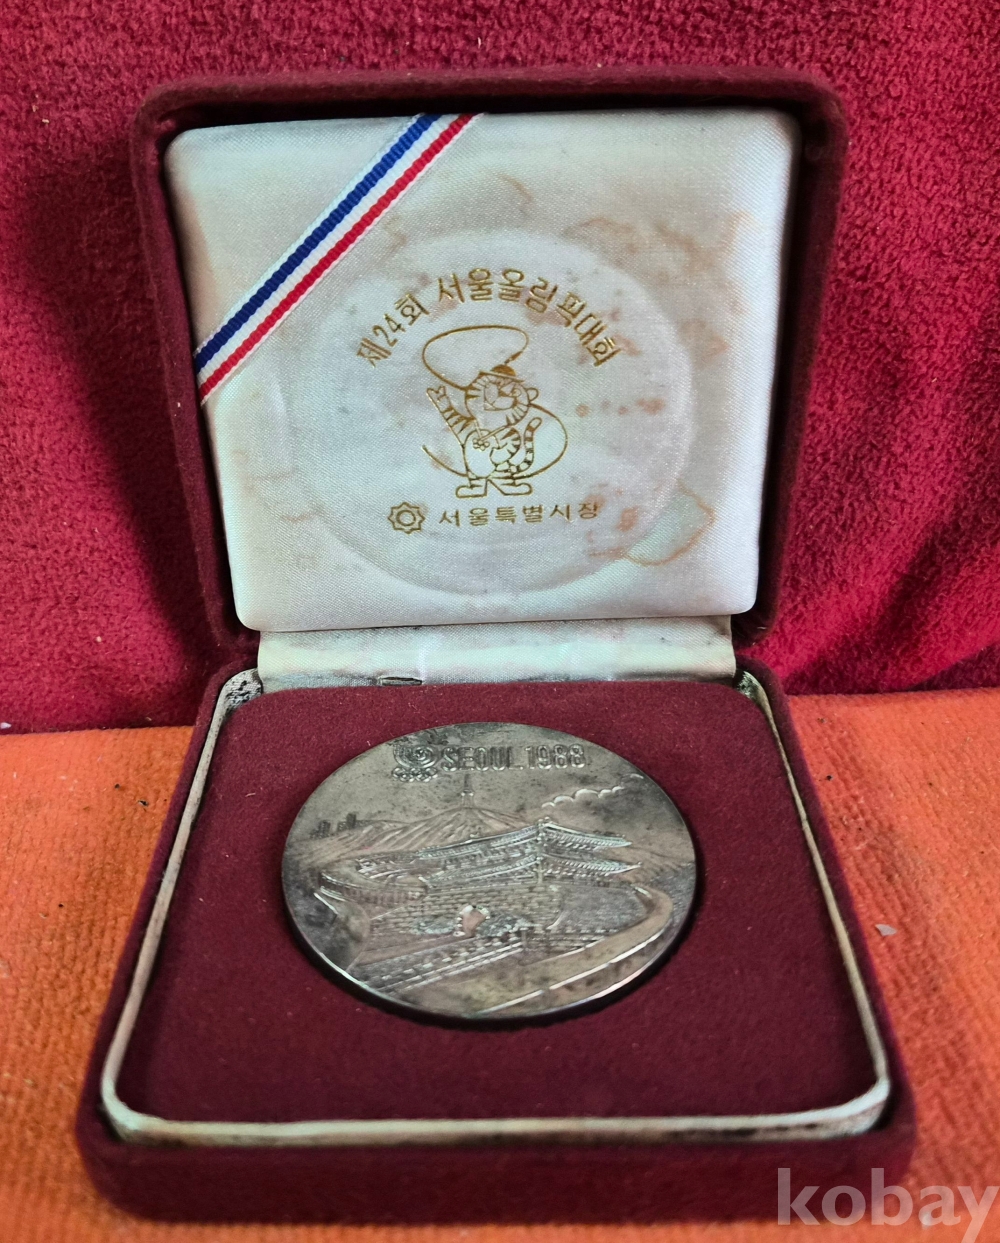 제24회 서울올림픽대회
서울특별시장
SEOUL 1988
kobay